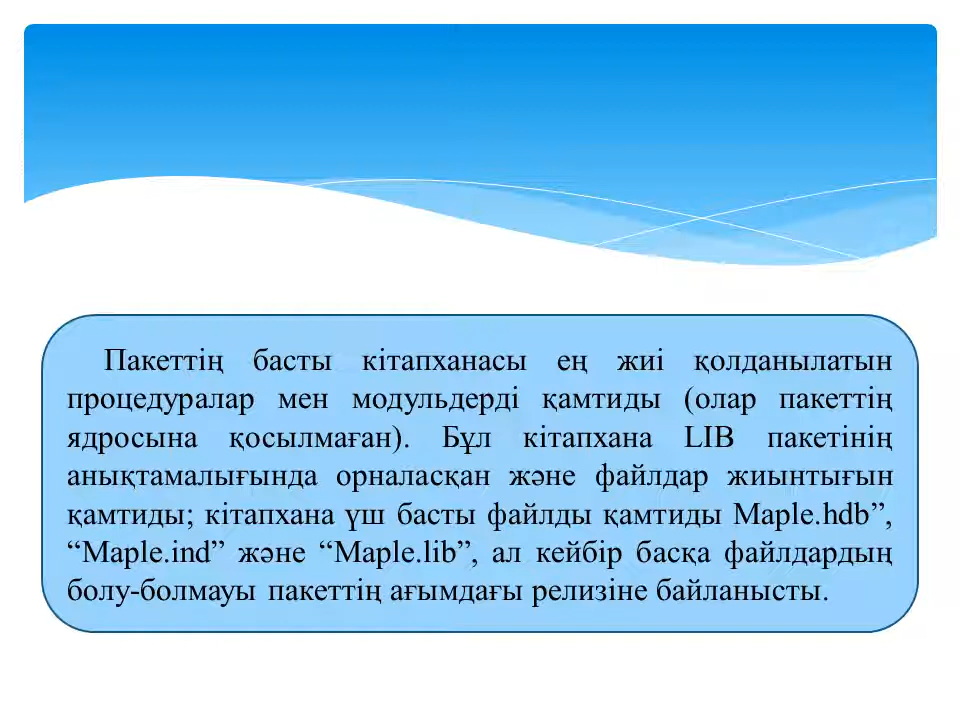 Пакеттің басты кітапханасы ең жиі қолданылатын
процедуралар мен модульдерді қамтиды (олар пакеттің
ядросына қосылмаған). Бұл кітапхана LIB пакетінің
анықтамалығында орналасқан және файлдар жиынтығын
қамтиды; кітапхана үш басты файлды қамтиды Maple.hdb”,
“Maple.ind” және “Maple.lib”, ал кейбір басқа файлдардың
болу-болмауы пакеттің ағымдағы релизіне байланысты.